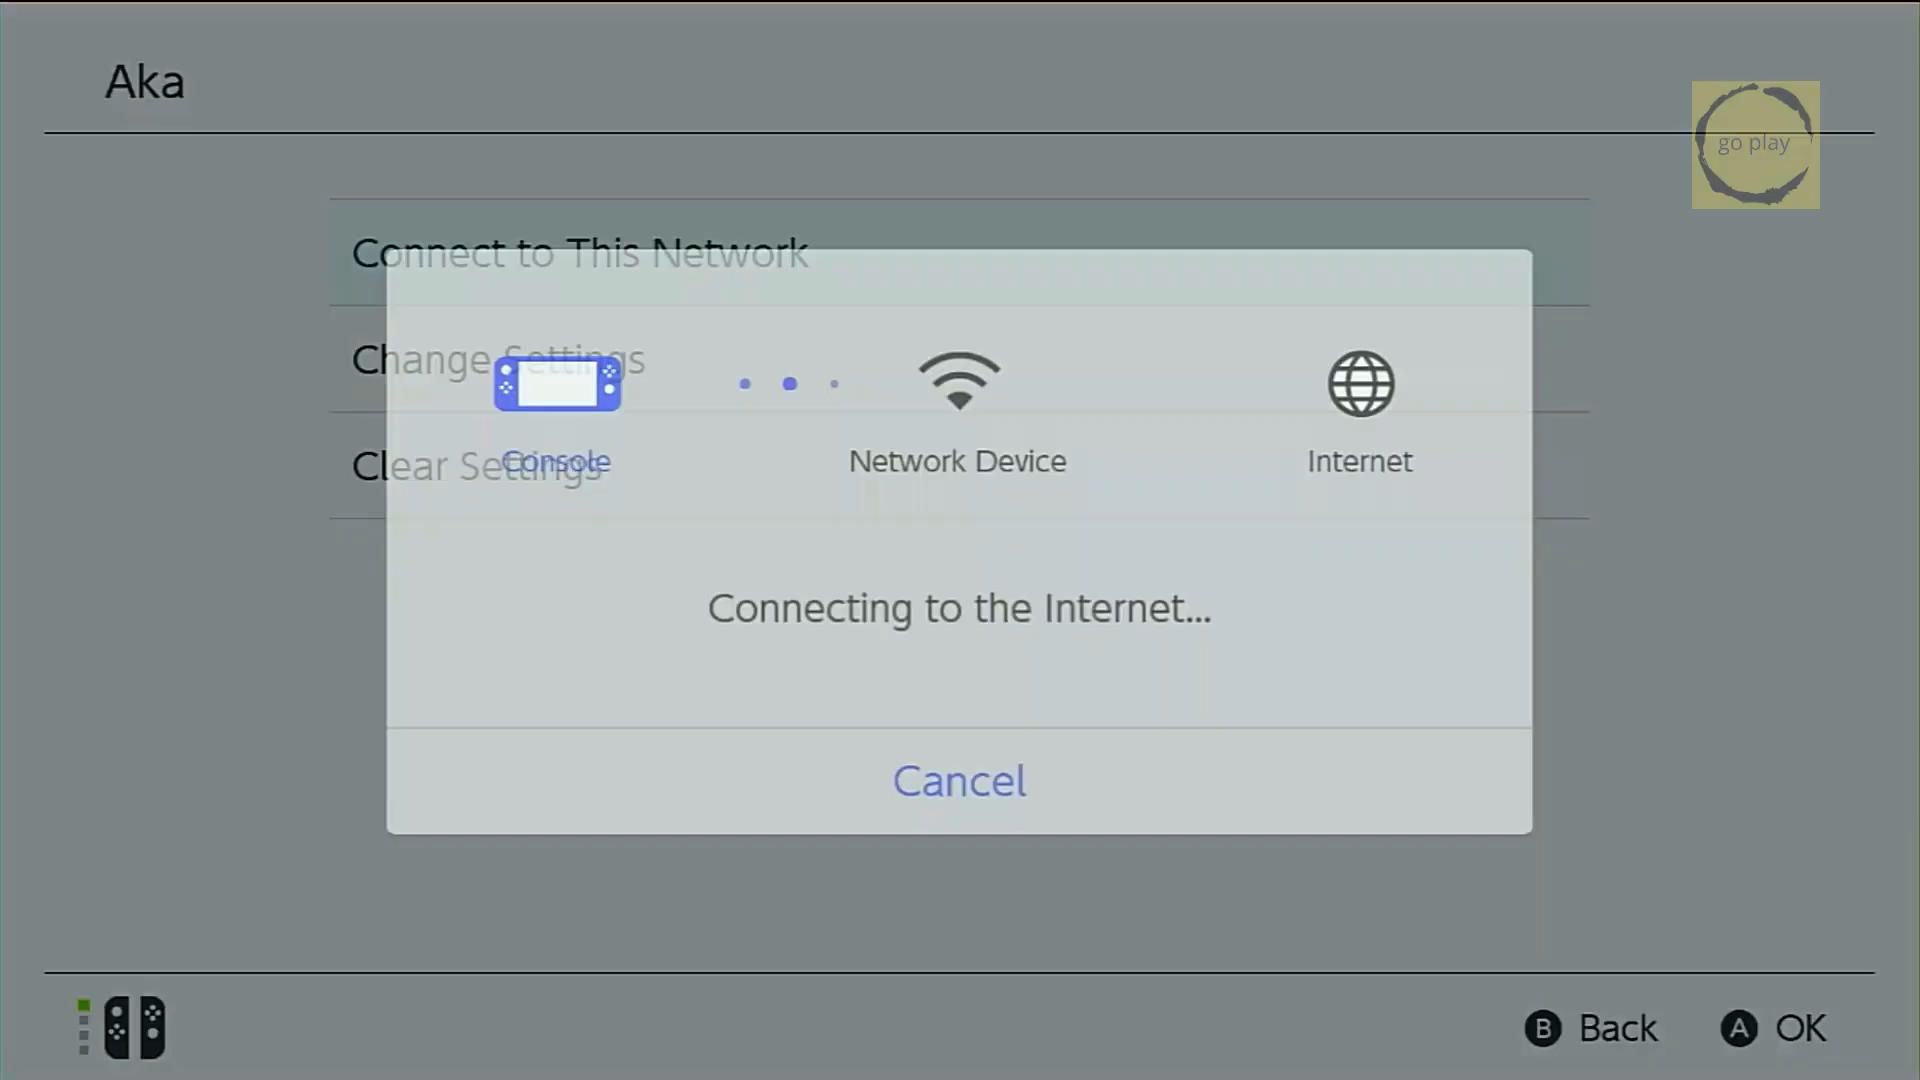 Aka
go play
Connect to This Network
Change Settings
Clear Settings
Console
Network Device
Internet
Connecting to the Internet...
Cancel
B Back
A OK